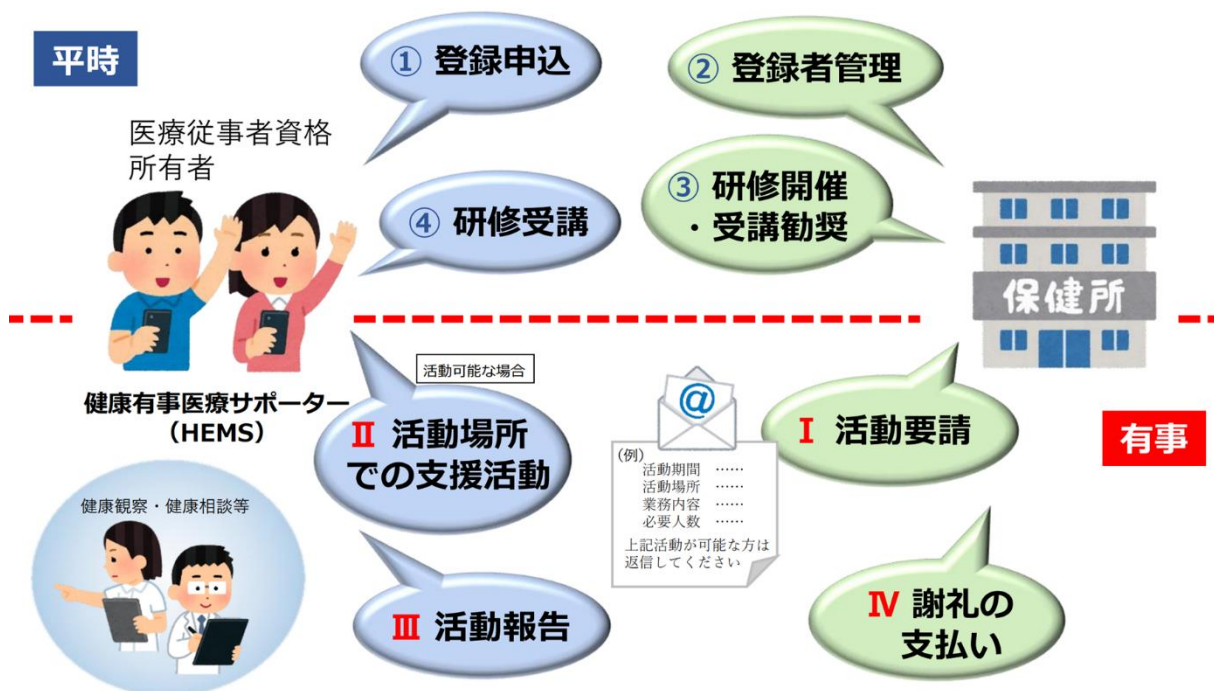 平時
① 登録申込
② 登録者管理
医療従事者資格
所有者
③ 研修開催
・受講勧奨
④ 研修受講
保健所
健康有事医療サポーター
（HEMS）
活動可能な場合
Ⅱ 活動場所
での支援活動
@
（例）
活動期間 ……
活動場所 ……
業務内容 ……
必要人数 ……
上記活動が可能な方は
返信してください
Ⅰ 活動要請
有事
健康観察・健康相談等
Ⅲ 活動報告
Ⅳ 謝礼の
支払い